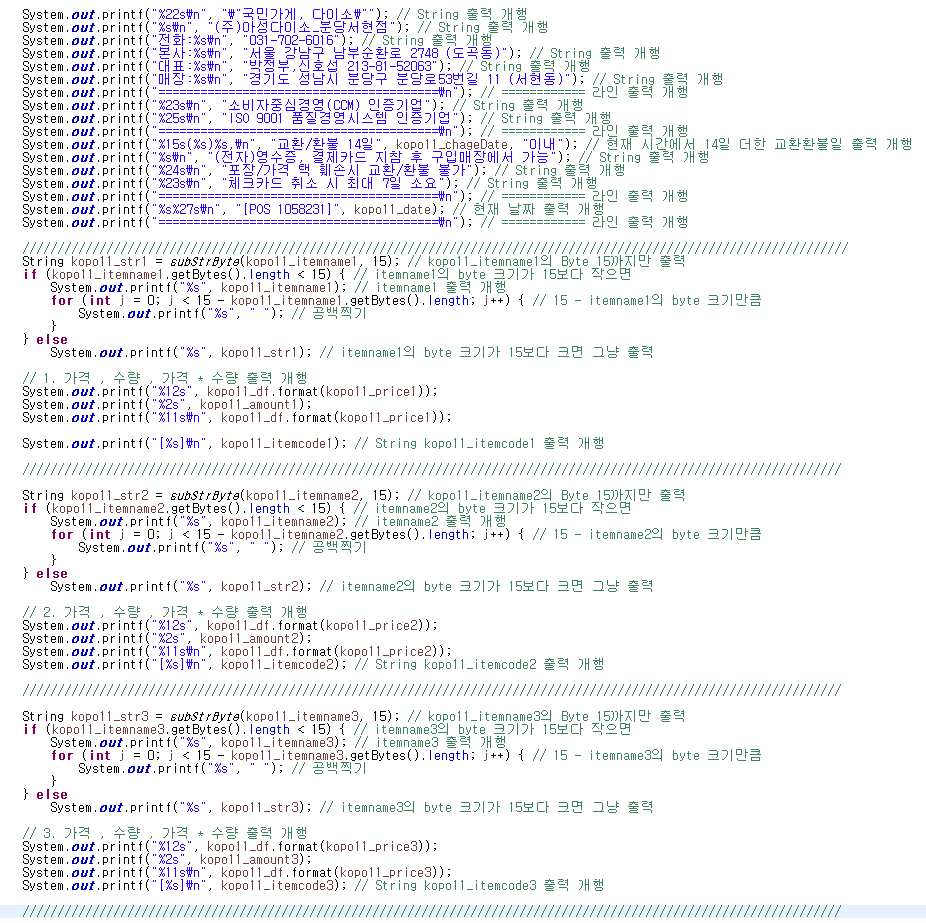 System.out.printf("%22s₩n", "₩"국민가게, 다이소₩""); // String 출력 개행
System.out.printf("%s₩n", "(주)아성다이소_분당서현점"); // String 출력 개행
System.out.printf("전화:%s₩n", "031-702-6016"); // String 출력 개행
System.out.printf("본사:%s₩n", "서울 강남구 남부순환로 2748 (도곡동)"); // String 출력 개행
System.out.printf("대표:%s₩n", "박정부,신호섭 213-81-52063"); // String 출력 개행
System.out.printf("매장:%s₩n", "경기도 성남시 분당구 분당로53번길 11 (서현동)"); // String 출력 개행
System.out.printf("========================================₩n"); // ============ 라인 출력 개행
System.out.printf("%23s₩n", "소비자중심경영(CCM) 인증기업"); // String 출력 개행
System.out.printf("%25s₩n", "ISO 9001 품질경영시스템 인증기업"); // String 출력 개행
System.out.printf("========================================₩n"); // ============ 라인 출력 개행
System.out.printf("%15s(%s)%s,₩n", "교환/환불 14일", kopo11_chageDate, "이내"); // 현재 시간에서 14일 더한 교환환불일 출력 개행
System.out.printf("%s₩n", "(전자)영수증, 결제카드 지참 후 구입매장에서 가능"); // String 출력 개행
System.out.printf("%24s₩n", "포장/가격 택 훼손시 교환/환불 불가"); // String 출력 개행
System.out.printf("%23s₩n", "체크카드 취소 시 최대 7일 소요"); // String 출력 개행
System.out.printf("========================================₩n"); // ============ 라인 출력 개행
System.out.printf("%s%27s₩n", "[POS 1058231]", kopo11_date); // 현재 날짜 출력 개행
System.out.printf("========================================₩n"); // ============ 라인 출력 개행
//////////////////////////////////////////////////////////////////////////////////////////////////////////////////////
String kopo11_str1 = subStrByte(kopo11_itemname1, 15); // kopo11_itemname1의 Byte 15까지만 출력
if (kopo11_itemname1.getBytes().length < 15) { // itemname1의 byte 크기가 15보다 작으면
System.out.printf("%s", kopo11_itemname1); // itemname1 출력 개행
for (int j = 0; j < 15 - kopo11_itemname1.getBytes().length; j++) { // 15 - itemname1의 byte 크기만큼
System.out.printf("%s", " "); // 공백찍기
}
} else
System.out.printf("%s", kopo11_str1); // itemname1의 byte 크기가 15보다 크면 그냥 출력
// 1. 가격 , 수량 , 가격 * 수량 출력 개행
System.out.printf("%12s", kopo11_df.format(kopo11_price1));
System.out.printf("%2s", kopo11_amount1);
System.out.printf("%11s₩n", kopo11_df.format(kopo11_price1));
System.out.printf("[%s]₩n", kopo11_itemcode1); // String kopo11_itemcode1 출력 개행
/////////////////////////////////////////////////////////////////////////////////////////////////////////////////////
String kopo11_str2 = subStrByte(kopo11_itemname2, 15); // kopo11_itemname2의 Byte 15까지만 출력
if (kopo11_itemname2.getBytes().length < 15) { // itemname2의 byte 크기가 15보다 작으면
System.out.printf("%s", kopo11_itemname2); // itemname2 출력 개행
for (int j = 0; j < 15 - kopo11_itemname2.getBytes().length; j++) { // 15 - itemname2의 byte 크기만큼
System.out.printf("%s", " "); // 공백찍기
}
} else
System.out.printf("%s", kopo11_str2); // itemname2의 byte 크기가 15보다 크면 그냥 출력
// 2. 가격 , 수량 , 가격 * 수량 출력 개행
System.out.printf("%12s", kopo11_df.format(kopo11_price2));
System.out.printf("%2s", kopo11_amount2);
System.out.printf("%11s₩n", kopo11_df.format(kopo11_price2));
System.out.printf("[%s]₩n", kopo11_itemcode2); // String kopo11_itemcode2 출력 개행
/////////////////////////////////////////////////////////////////////////////////////////////////////////////////////
String kopo11_str3 = subStrByte(kopo11_itemname3, 15); // kopo11_itemname3의 Byte 15까지만 출력
if (kopo11_itemname3.getBytes().length < 15) { // itemname3의 byte 크기가 15보다 작으면
System.out.printf("%s", kopo11_itemname3); // itemname3 출력 개행
for (int j = 0; j < 15 - kopo11_itemname3.getBytes().length; j++) { // 15 - itemname3의 byte 크기만큼
System.out.printf("%s", " "); // 공백찍기
}
} else
System.out.printf("%s", kopo11_str3); // itemname3의 byte 크기가 15보다 크면 그냥 출력
// 3. 가격 , 수량 , 가격 * 수량 출력 개행
System.out.printf("%12s", kopo11_df.format(kopo11_price3));
System.out.printf("%2s", kopo11_amount3);
System.out.printf("%11s₩n", kopo11_df.format(kopo11_price3));
System.out.printf("[%s]₩n", kopo11_itemcode3); // String kopo11_itemcode3 출력 개행
/////////////////////////////////////////////////////////////////////////////////////////////////////////////////////